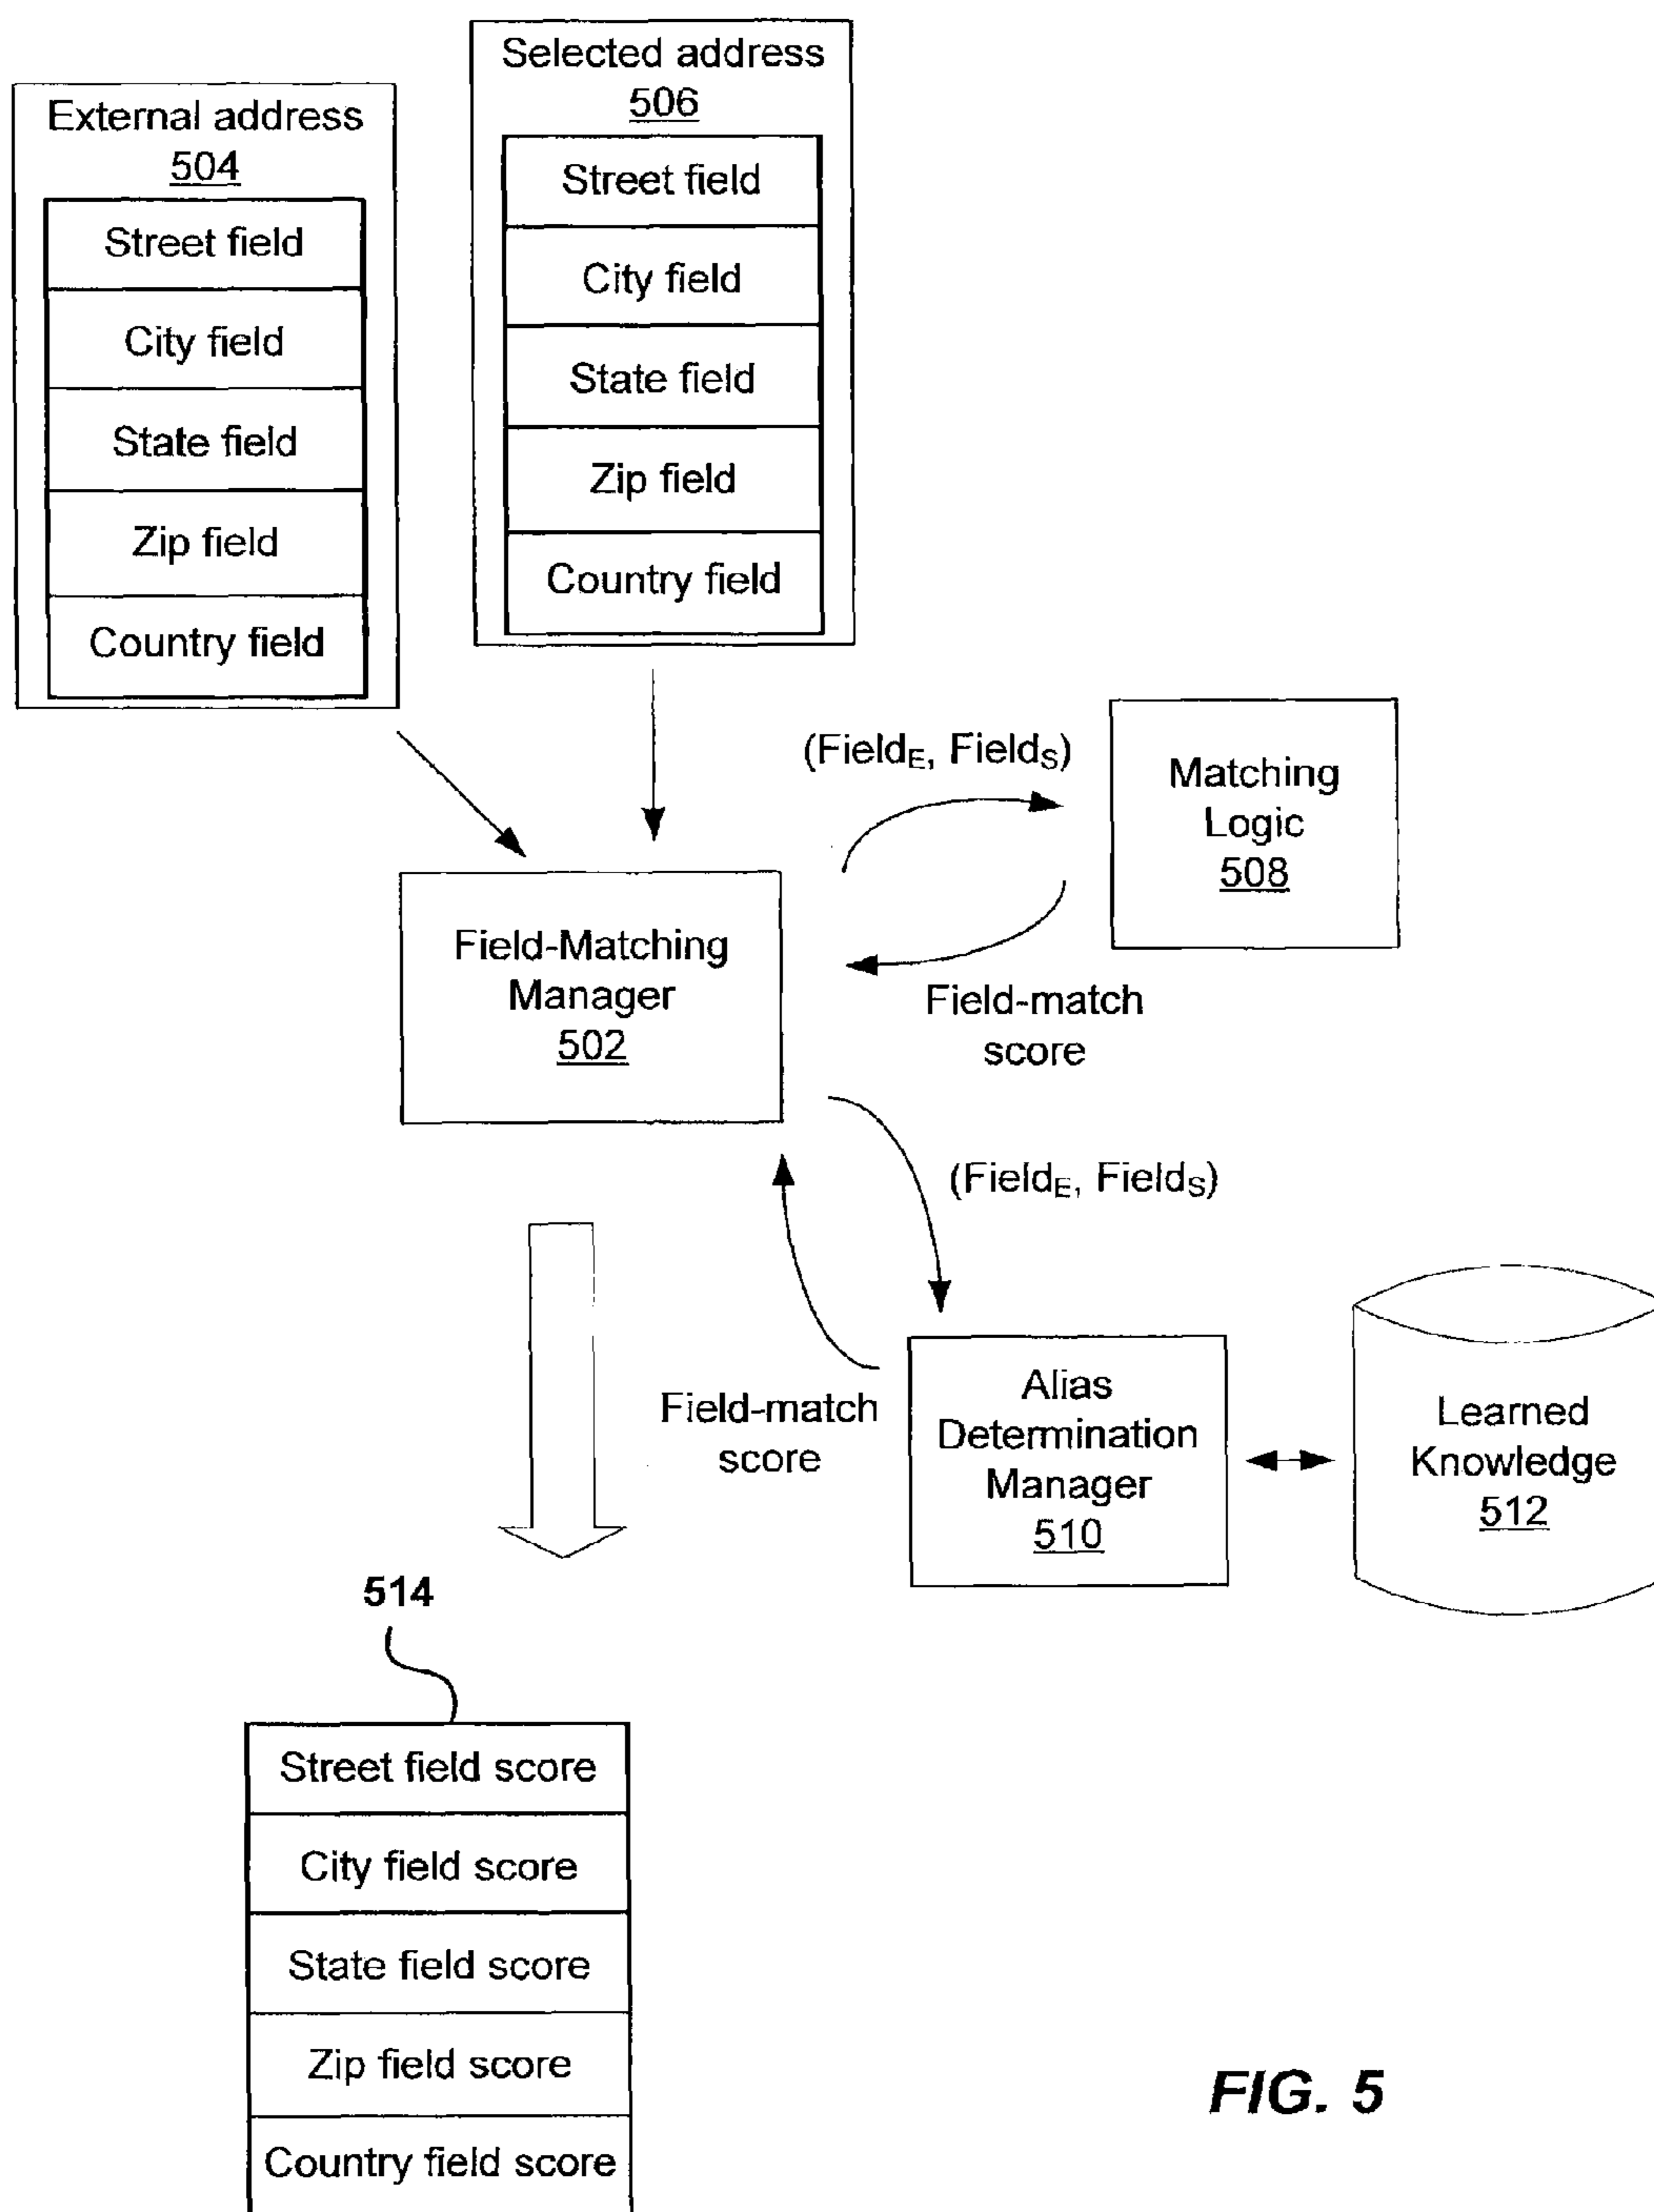 Selected address
506
Street field
City field
State field
Zip field
Country field
External address
504
Street field
City field
State field
Zip field
Country field
(FieldE, FieldS)
Matching
Logic
508
Field-Matching
Manager
502
Field-match
score
(FieldE, FieldS)
Field-match
score
Alias
Determination
Manager
510
Learned
Knowledge
512
514
Street field score
City field score
State field score
Zip field score
Country field score
FIG. 5